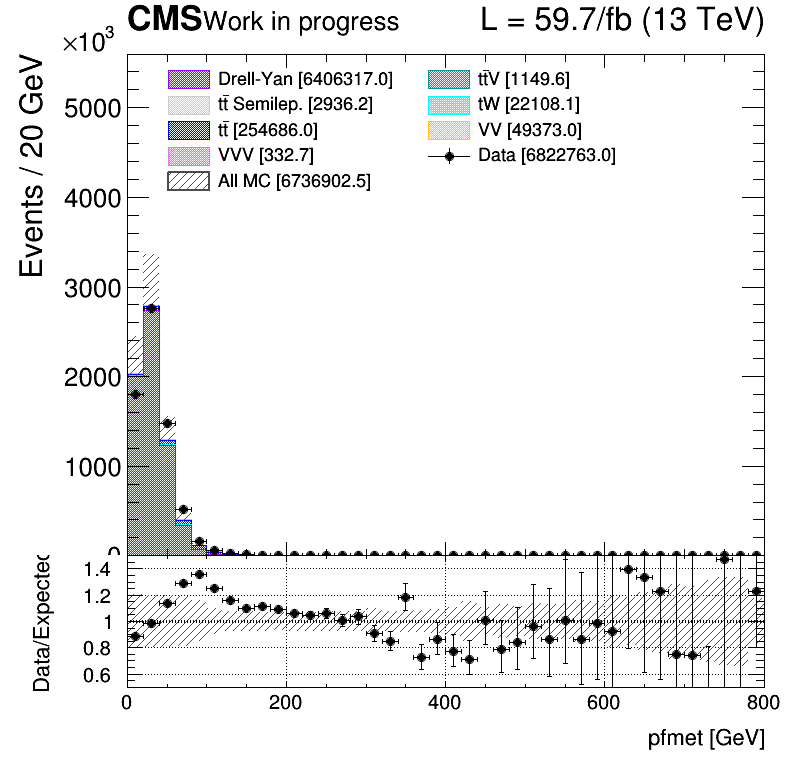 CMS Work in progress L = 59.7/fb (13 TeV)
×10³
Events / 20 GeV
Drell-Yan [6406317.0]
tt̄ Semilep. [2936.2]
tt̄ [254686.0]
VVV [332.7]
All MC [6736902.5]
tt̄V [1149.6]
tW [22108.1]
VV [49373.0]
Data [6822763.0]
5000
4000
3000
2000
1000
0
Data/Expected
1.4
1.2
1
0.8
0.6
0 200 400 600 800
pfmet [GeV]